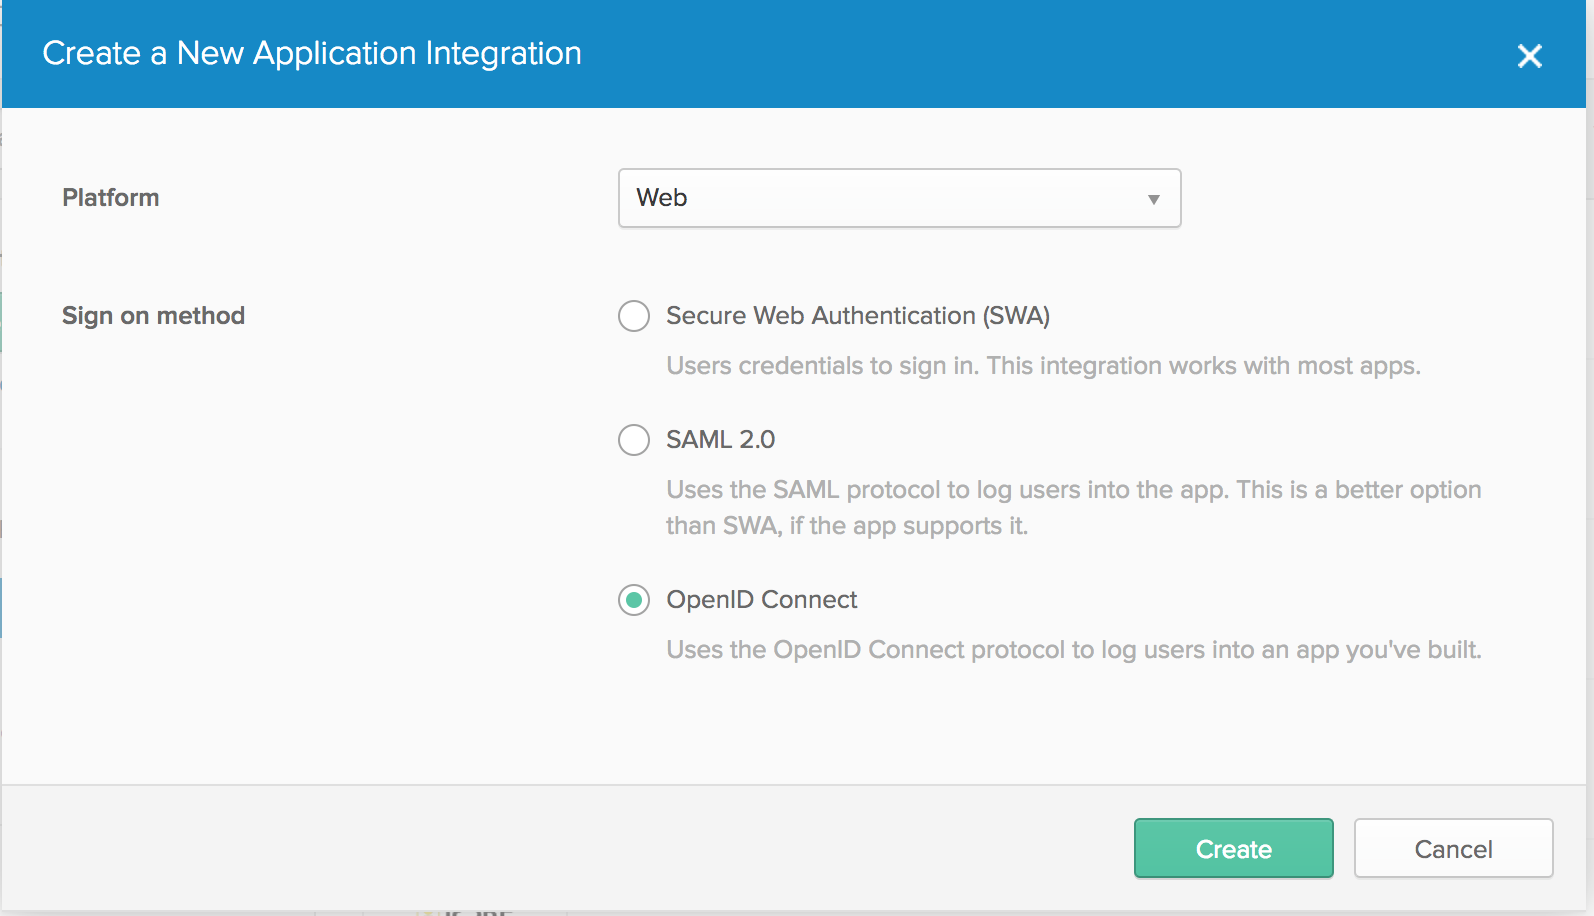 Create a New Application Integration
Platform
Web
Sign on method
Secure Web Authentication (SWA)
Users credentials to sign in. This integration works with most apps.
SAML 2.0
Uses the SAML protocol to log users into the app. This is a better option
than SWA, if the app supports it.
OpenID Connect
Uses the OpenID Connect protocol to log users into an app you've built.
Create
Cancel